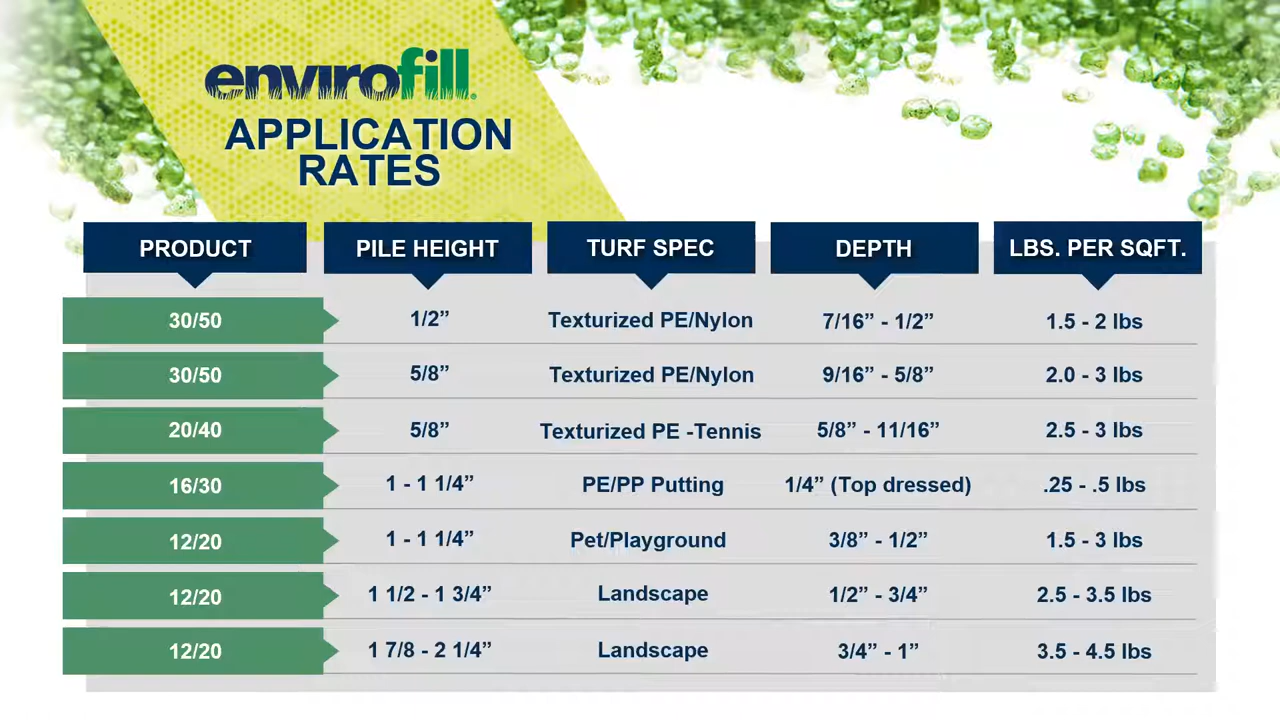 envirofill®
APPLICATION
RATES
PRODUCT PILE HEIGHT TURF SPEC DEPTH LBS. PER SQFT.
30/50 1/2” Texturized PE/Nylon 7/16” - 1/2” 1.5 - 2 lbs
30/50 5/8” Texturized PE/Nylon 9/16” - 5/8” 2.0 - 3 lbs
20/40 5/8” Texturized PE -Tennis 5/8” - 11/16” 2.5 - 3 lbs
16/30 1 - 1 1/4” PE/PP Putting 1/4” (Top dressed) .25 - .5 lbs
12/20 1 - 1 1/4” Pet/Playground 3/8” - 1/2” 1.5 - 3 lbs
12/20 1 1/2 - 1 3/4” Landscape 1/2” - 3/4” 2.5 - 3.5 lbs
12/20 1 7/8 - 2 1/4” Landscape 3/4” - 1” 3.5 - 4.5 lbs